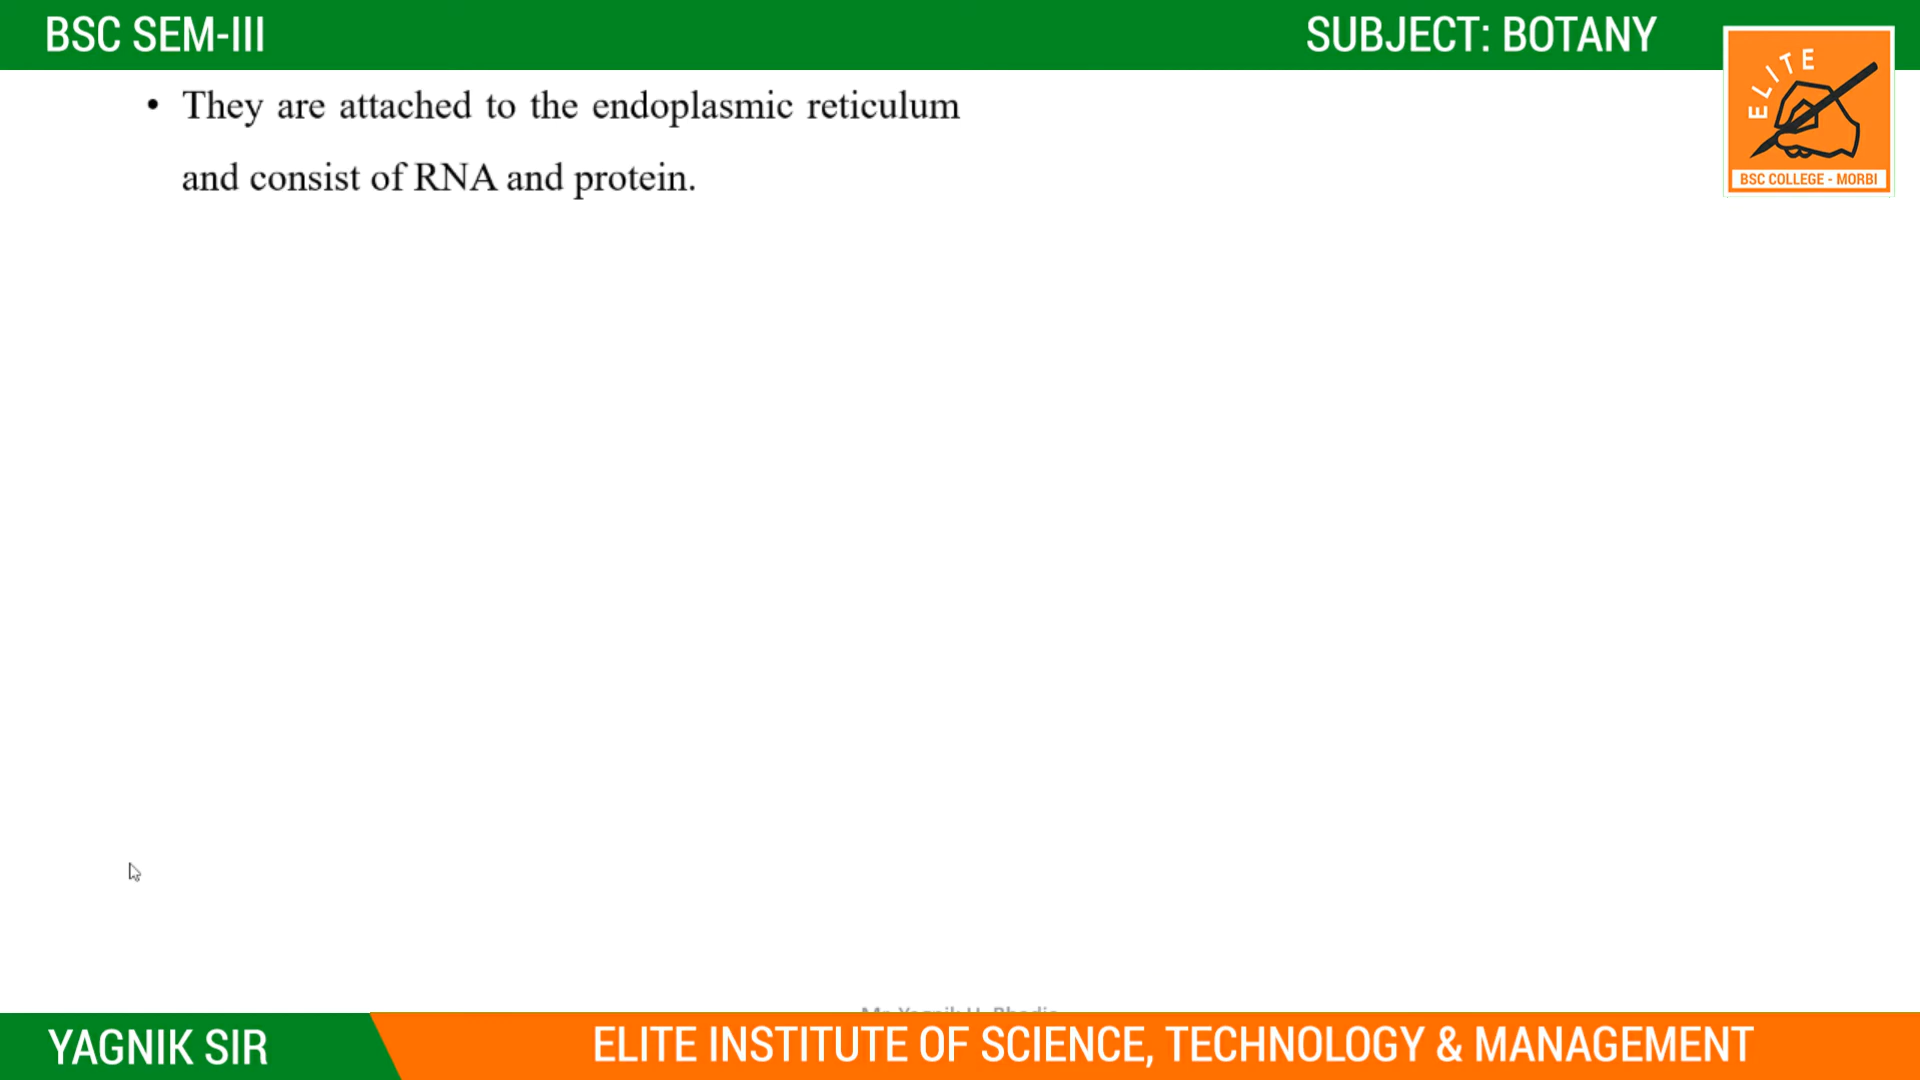 BSC SEM-III
SUBJECT: BOTANY
ELITE
BSC COLLEGE - MORBI
• They are attached to the endoplasmic reticulum
and consist of RNA and protein.
YAGNIK SIR
ELITE INSTITUTE OF SCIENCE, TECHNOLOGY & MANAGEMENT